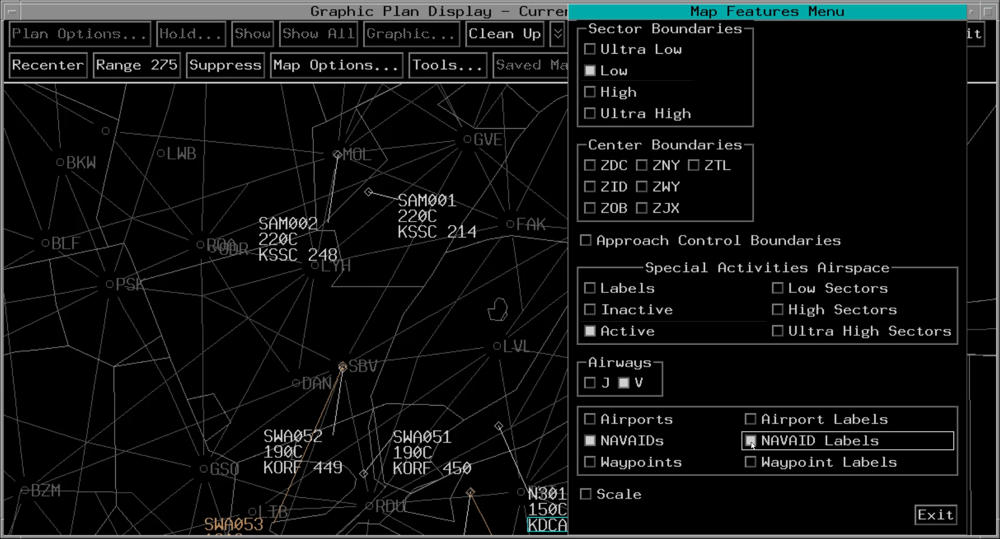 Graphic Plan Display - Curre
Map Features Menu
Plan Options... Hold... Show Show All Graphic... Clean Up it
Recenter Range 275 Suppress Map Options... Tools... Saved Ma
Sector Boundaries
Ultra Low
Low
High
Ultra High
Center Boundaries
ZDC ZNY ZTL
ZID ZWY
ZOB ZJX
Approach Control Boundaries
Special Activities Airspace
Labels Low Sectors
Inactive High Sectors
Active Ultra High Sectors
Airways
J V
Airports Airport Labels
NAVAIDs NAVAID Labels
Waypoints Waypoint Labels
Scale
Exit
GVE
LWB
MOL
BKW
SAM001
220C
KSSC 214
SAM002
220C
KSSC 248
FAK
BLF
ROA
LYH
PSK
LVL
SBV
DAN
SWA052
190C
KORF 449
SWA051
190C
KORF 450
GSO
BZM
LIB
RDU
N301
150C
KDCA
SWA053